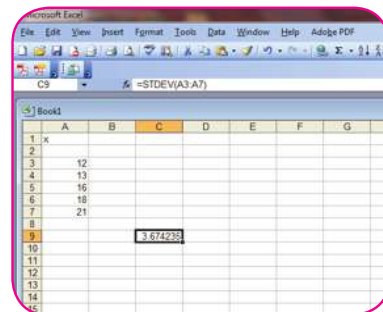 Microsoft Excel
File Edit View Insert Format Tools Data Window Help Adobe PDF
C9 fx =STDEV(A3:A7)
Book1
A B C D E F G
1 x
2
3 12
4 13
5 16
6 18
7 21
8
9 3.674235
10
11
12
13
14
15